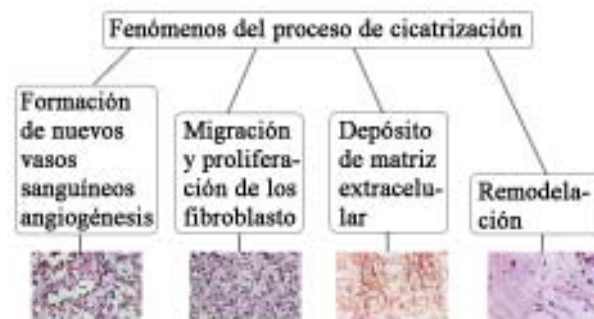 Fenómenos del proceso de cicatrización
Formación
de nuevos
vasos
sanguíneos
angiogénesis
Migración
y prolifera-
ción de los
fibroblasto
Depósito
de matriz
extracelu-
lar
Remodela-
ción